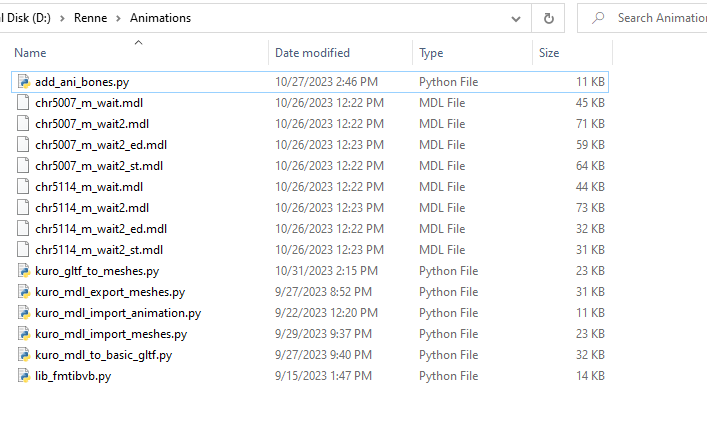 l Disk (D:) > Renne > Animations
Search Animation
Name Date modified Type Size
add_ani_bones.py 10/27/2023 2:46 PM Python File 11 KB
chr5007_m_wait.mdl 10/26/2023 12:22 PM MDL File 45 KB
chr5007_m_wait2.mdl 10/26/2023 12:22 PM MDL File 71 KB
chr5007_m_wait2_ed.mdl 10/26/2023 12:23 PM MDL File 59 KB
chr5007_m_wait2_st.mdl 10/26/2023 12:22 PM MDL File 64 KB
chr5114_m_wait.mdl 10/26/2023 12:22 PM MDL File 44 KB
chr5114_m_wait2.mdl 10/26/2023 12:22 PM MDL File 73 KB
chr5114_m_wait2_ed.mdl 10/26/2023 12:23 PM MDL File 32 KB
chr5114_m_wait2_st.mdl 10/26/2023 12:23 PM MDL File 31 KB
kuro_gltf_to_meshes.py 10/31/2023 2:15 PM Python File 23 KB
kuro_mdl_export_meshes.py 9/27/2023 8:52 PM Python File 31 KB
kuro_mdl_import_animation.py 9/22/2023 12:20 PM Python File 11 KB
kuro_mdl_import_meshes.py 9/29/2023 9:37 PM Python File 23 KB
kuro_mdl_to_basic_gltf.py 9/27/2023 9:40 PM Python File 32 KB
lib_fmtibvb.py 9/15/2023 1:47 PM Python File 14 KB